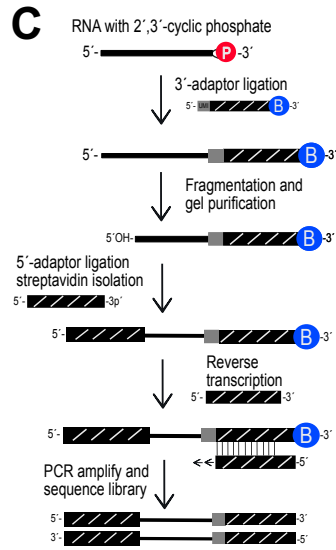 C
RNA with 2´,3´-cyclic phosphate
5´- P -3´
3´-adaptor ligation
5´- UMI B -3´
5´- B -3´
Fragmentation and
gel purification
5´OH- B -3´
5´-adaptor ligation
streptavidin isolation
5´- -3p´
5´- B -3´
Reverse
transcription
5´- -3´
5´- B -3´
-5´
PCR amplify and
sequence library
5´- -3´
3´- -5´